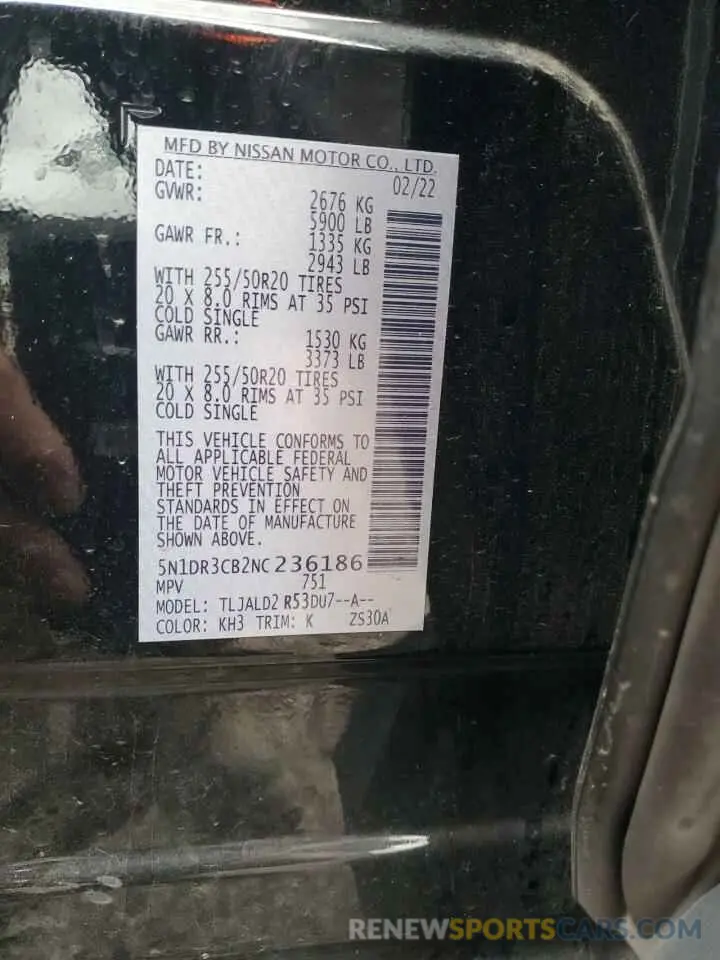 MFD BY NISSAN MOTOR CO., LTD.
DATE: 02/22
GVWR: 2676 KG
5900 LB
GAWR FR.: 1335 KG
2943 LB
WITH 255/50R20 TIRES
20 X 8.0 RIMS AT 35 PSI
COLD SINGLE
GAWR RR.: 1530 KG
3373 LB
WITH 255/50R20 TIRES
20 X 8.0 RIMS AT 35 PSI
COLD SINGLE
THIS VEHICLE CONFORMS TO
ALL APPLICABLE FEDERAL
MOTOR VEHICLE SAFETY AND
THEFT PREVENTION
STANDARDS IN EFFECT ON
THE DATE OF MANUFACTURE
SHOWN ABOVE.
5N1DR3CB2NC236186
MPV 751
MODEL: TLJALD2 R53DU7--A--
COLOR: KH3 TRIM: K ZS30A
RENEWSPORTSCARS.COM